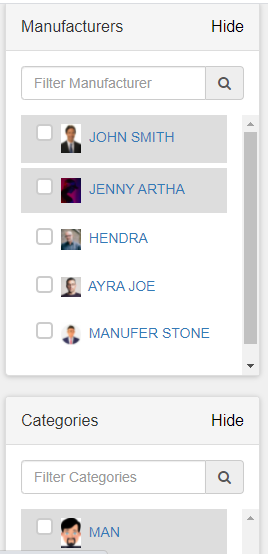 Manufacturers Hide
Filter Manufacturer
JOHN SMITH
JENNY ARTHA
HENDRA
AYRA JOE
MANUFER STONE
Categories Hide
Filter Categories
MAN